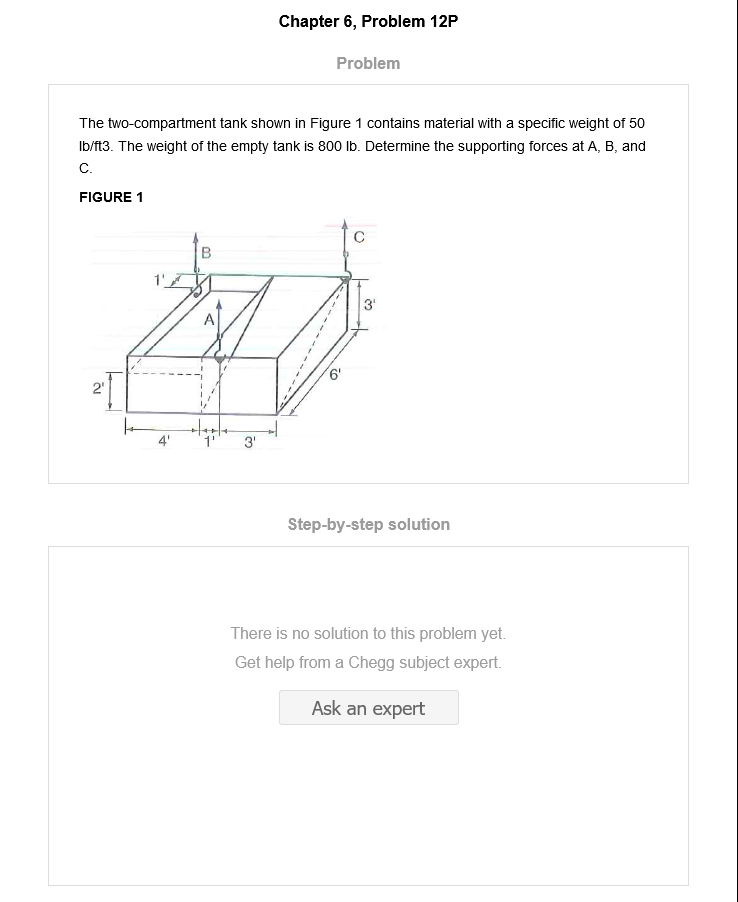 Chapter 6, Problem 12P
Problem
The two-compartment tank shown in Figure 1 contains material with a specific weight of 50
lb/ft3. The weight of the empty tank is 800 lb. Determine the supporting forces at A, B, and
C.
FIGURE 1
C
B
1'
3'
A
6'
2'
4' 1' 3'
Step-by-step solution
There is no solution to this problem yet.
Get help from a Chegg subject expert.
Ask an expert